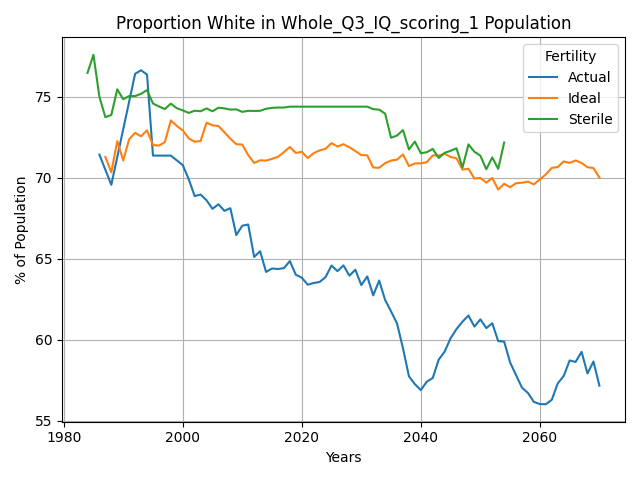 Proportion White in Whole_Q3_IQ_scoring_1 Population
Fertility
Actual
Ideal
Sterile
75
70
65
60
55
% of Population
1980
2000
2020
2040
2060
Years